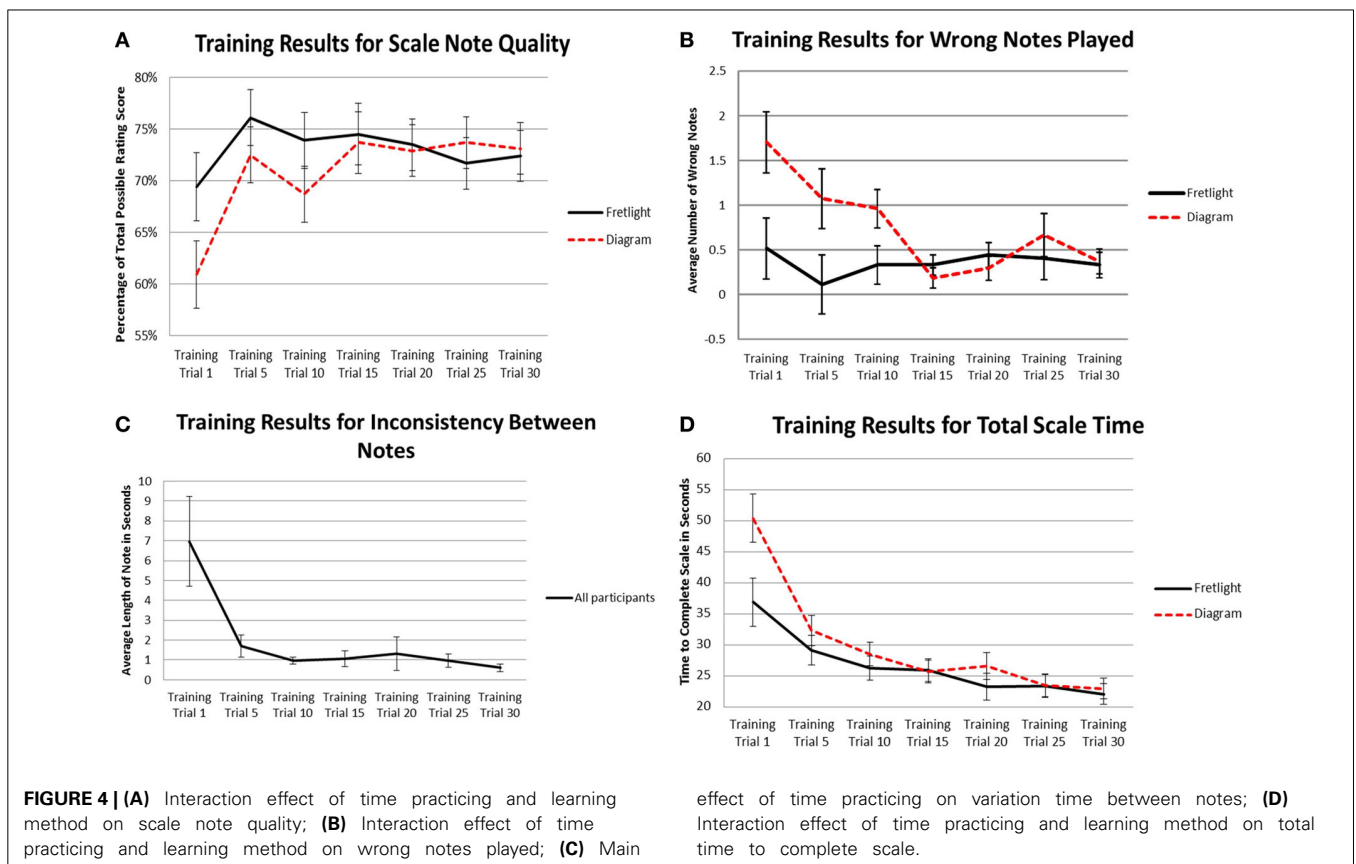 A
Training Results for Scale Note Quality
Percentage of Total Possible Rating Score
80%
75%
70%
65%
60%
55%
Training Training Training Training Training Training Training
Trial 1 Trial 5 Trial 10 Trial 15 Trial 20 Trial 25 Trial 30
Fretlight
Diagram
B
Training Results for Wrong Notes Played
Average Number of Wrong Notes
2.5
2
1.5
1
0.5
0
-0.5
Training Training Training Training Training Training Training
Trial 1 Trial 5 Trial 10 Trial 15 Trial 20 Trial 25 Trial 30
Fretlight
Diagram
C
Training Results for Inconsistency Between
Notes
Average Length of Note in Seconds
10
9
8
7
6
5
4
3
2
1
0
Training Training Training Training Training Training Training
Trial 1 Trial 5 Trial 10 Trial 15 Trial 20 Trial 25 Trial 30
All participants
D
Training Results for Total Scale Time
Time to Complete Scale in Seconds
60
55
50
45
40
35
30
25
20
Training Training Training Training Training Training Training
Trial 1 Trial 5 Trial 10 Trial 15 Trial 20 Trial 25 Trial 30
Fretlight
Diagram
FIGURE 4 | (A) Interaction effect of time practicing and learning
method on scale note quality; (B) Interaction effect of time
practicing and learning method on wrong notes played; (C) Main
effect of time practicing on variation time between notes; (D)
Interaction effect of time practicing and learning method on total
time to complete scale.